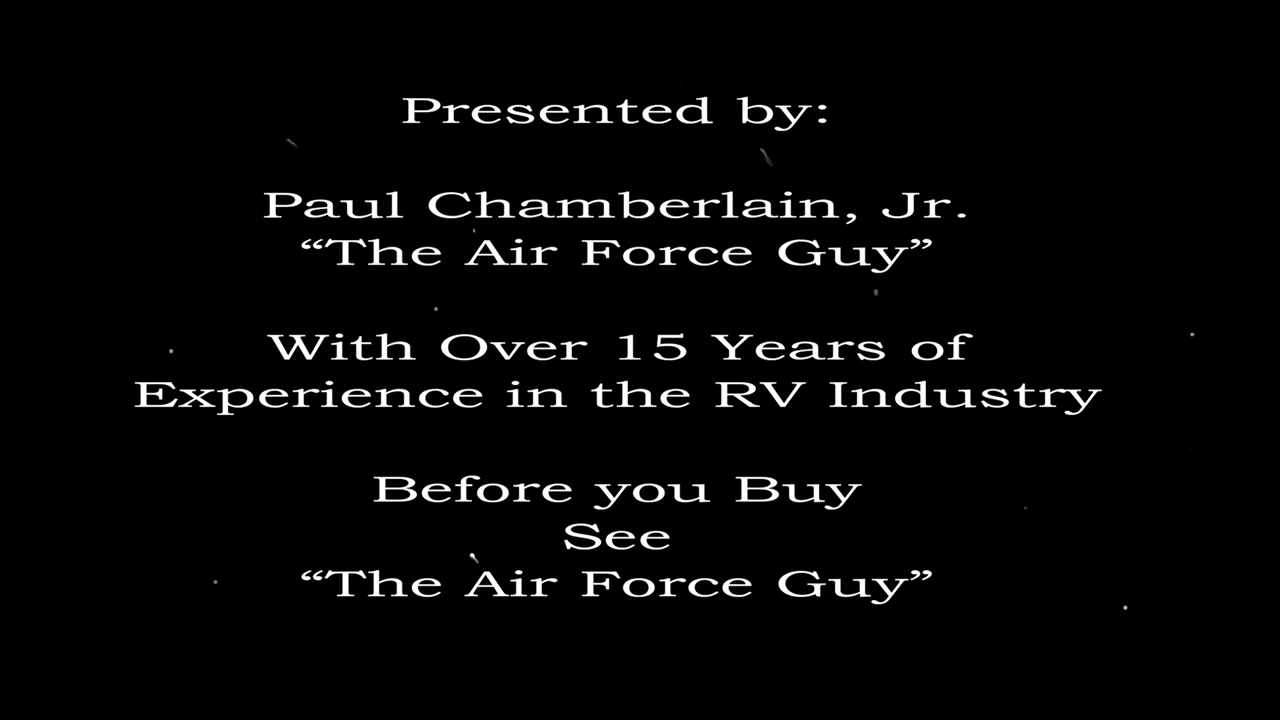 Presented by:
Paul Chamberlain, Jr.
“The Air Force Guy”
With Over 15 Years of
Experience in the RV Industry
Before you Buy
See
“The Air Force Guy”